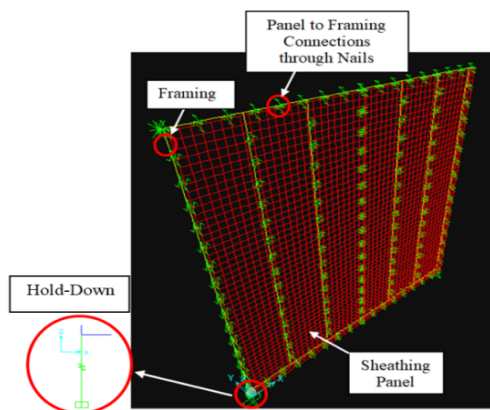 Panel to Framing
Connections
through Nails
Framing
Hold-Down
Z
X
Y
X
Sheathing
Panel